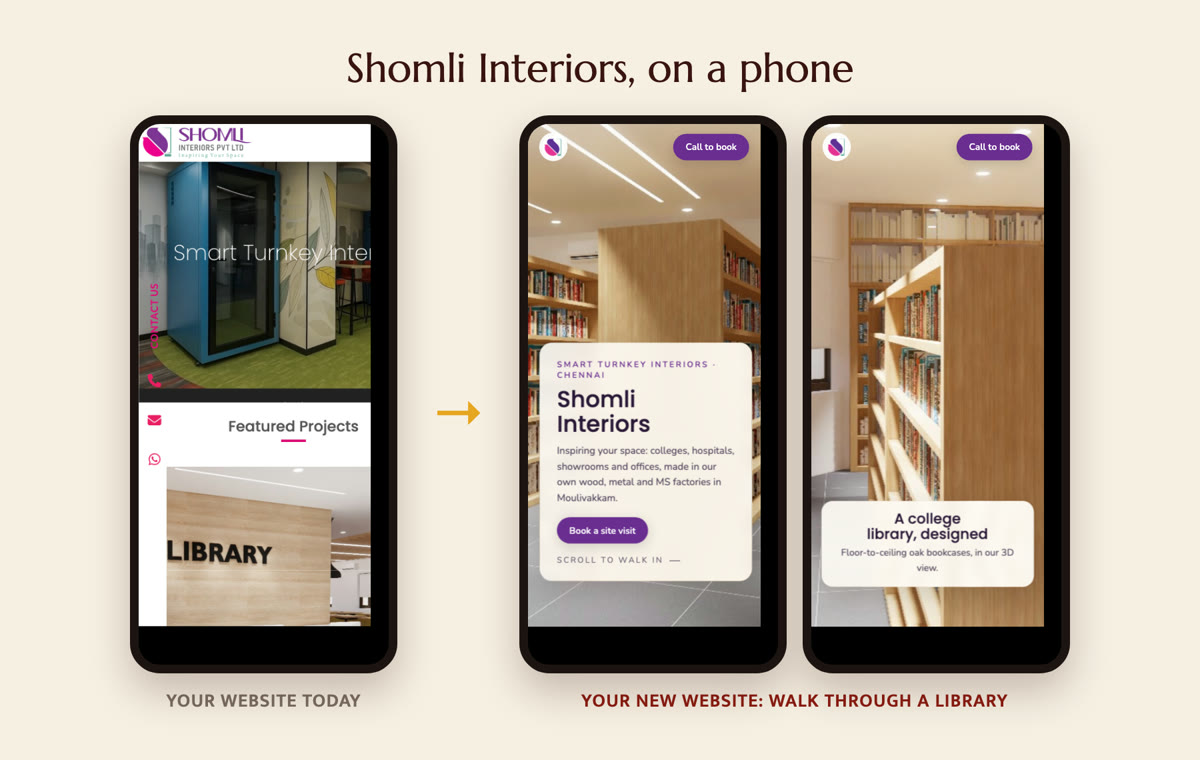 Shomli Interiors, on a phone
SHOMLI
INTERIORS PVT LTD
Inspiring Your Space
Smart Turnkey Inter
CONTACT US
Featured Projects
LIBRARY
YOUR WEBSITE TODAY
Call to book
SMART TURNKEY INTERIORS ·
CHENNAI
Shomli
Interiors
Inspiring your space: colleges, hospitals,
showrooms and offices, made in our
own wood, metal and MS factories in
Moulivakkam.
Book a site visit
SCROLL TO WALK IN —
Call to book
A college
library, designed
Floor-to-ceiling oak bookcases, in our 3D
view.
YOUR NEW WEBSITE: WALK THROUGH A LIBRARY